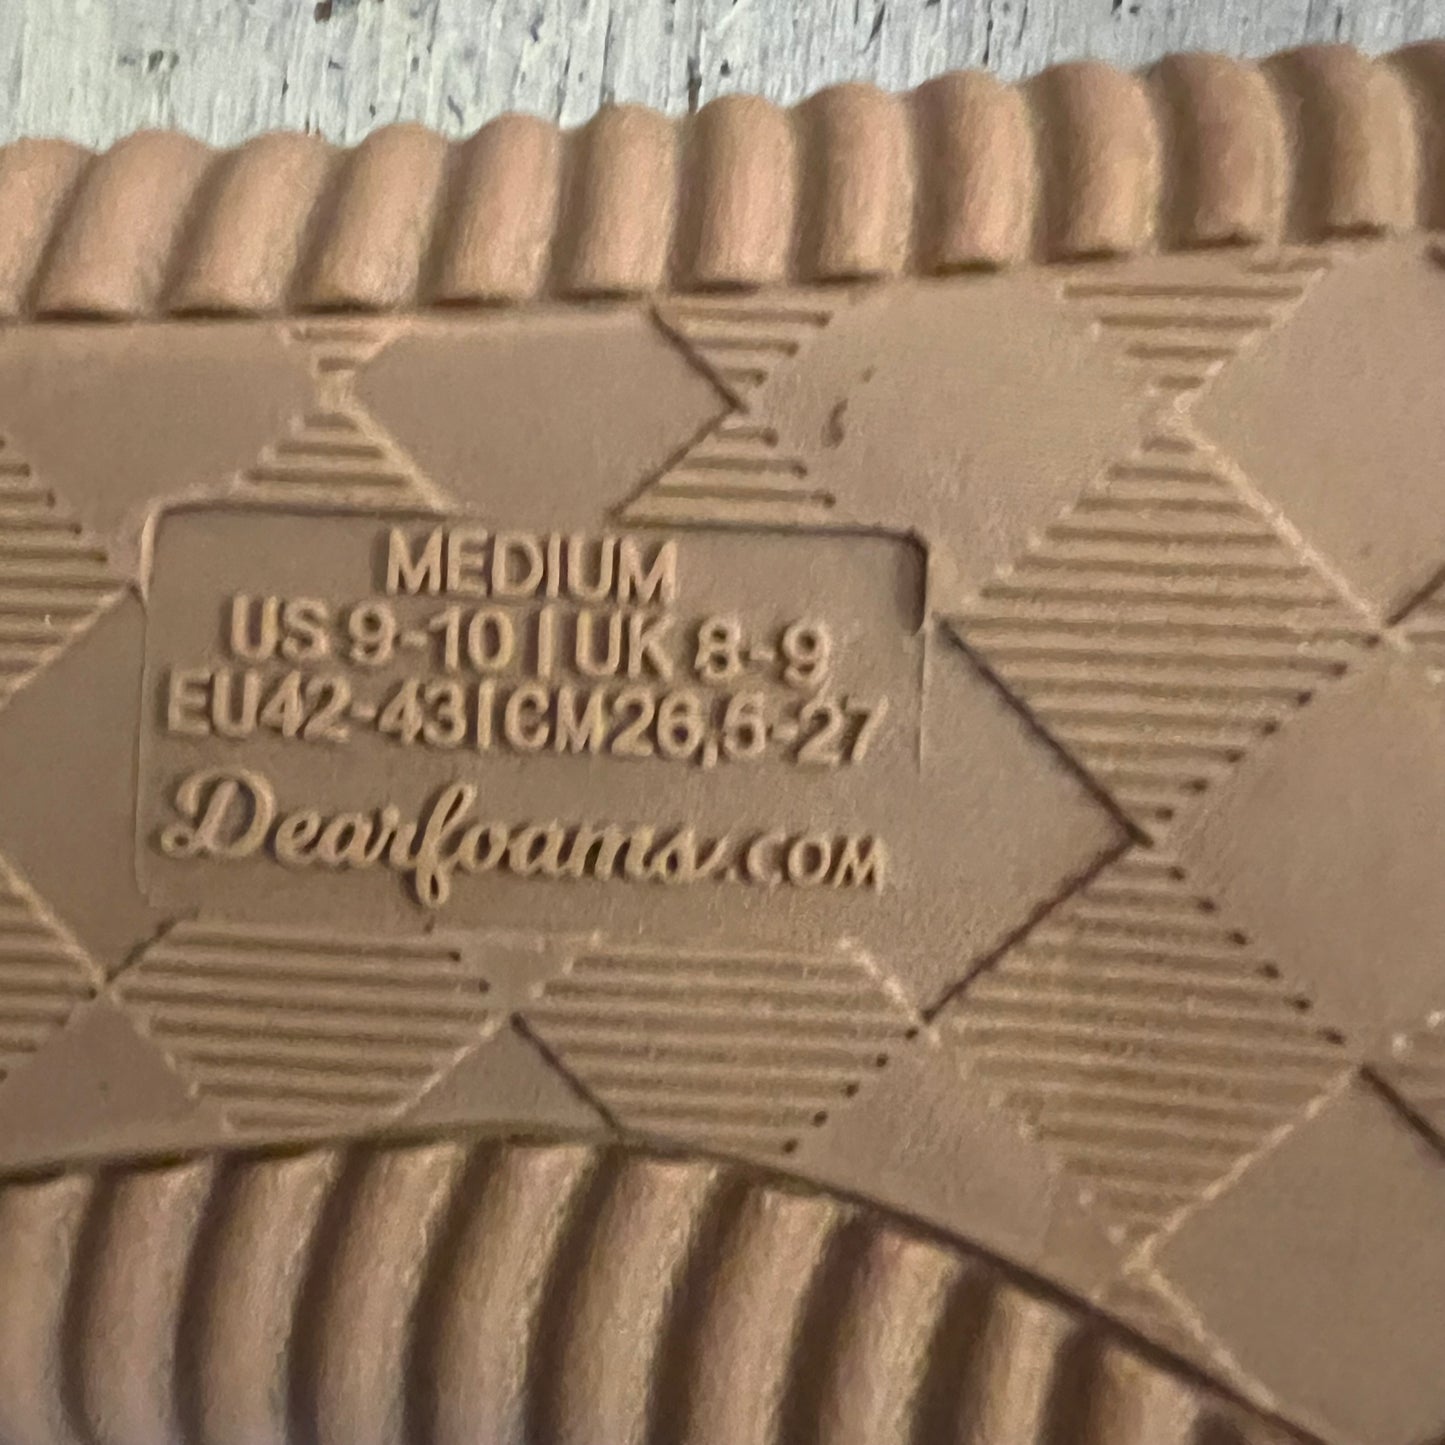 MEDIUM
US 9-10 | UK 8-9
EU42-43 | CM26,5-27
Dearfoams.COM